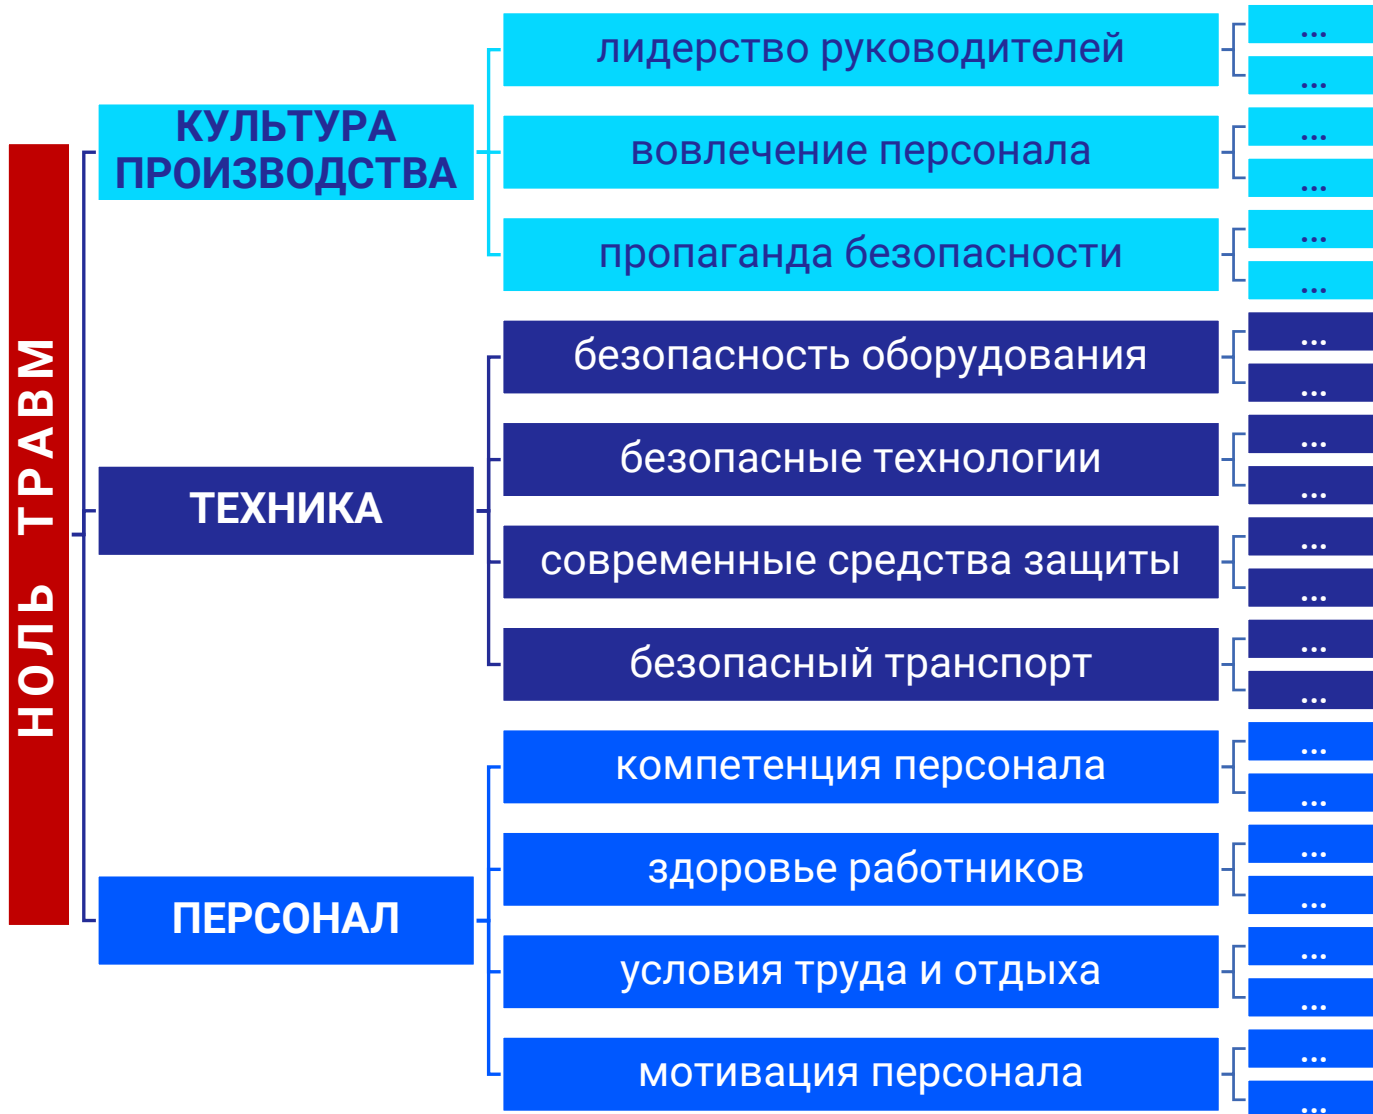 НОЛЬ ТРАВМ
КУЛЬТУРА
ПРОИЗВОДСТВА
лидерство руководителей
...
...
вовлечение персонала
...
...
пропаганда безопасности
...
...
ТЕХНИКА
безопасность оборудования
...
...
безопасные технологии
...
...
современные средства защиты
...
...
безопасный транспорт
...
...
ПЕРСОНАЛ
компетенция персонала
...
...
здоровье работников
...
...
условия труда и отдыха
...
...
мотивация персонала
...
...